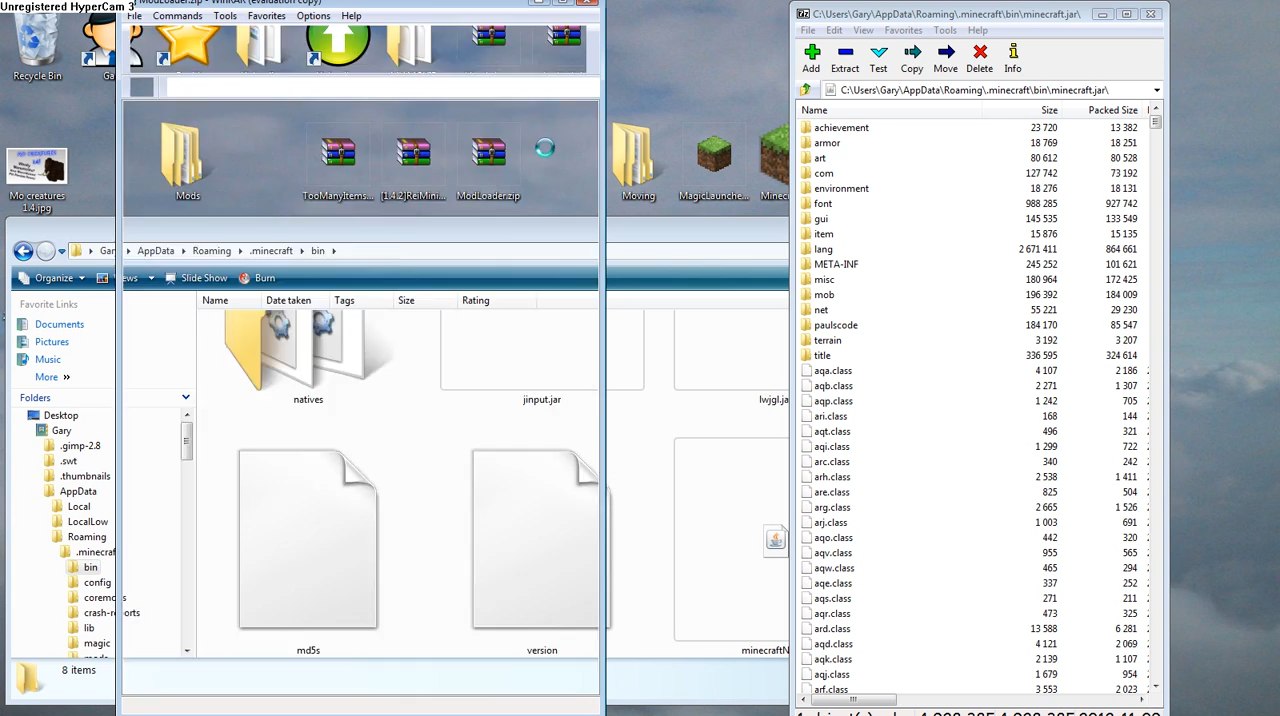 Unregistered HyperCam 3
ModLoader.zip - WinRAR (evaluation copy)
File Commands Tools Favorites Options Help
Recycle Bin
Ga
Mo creatures
1.4.jpg
Mods
TooManyItems...
[1.4.2]ReiMini...
ModLoader.zip
Moving
MagicLaunche...
Minec
Gar AppData Roaming .minecraft bin
Organize
ews
Slide Show
Burn
Favorite Links
Documents
Pictures
Music
More »
Folders
Desktop
Gary
.gimp-2.8
.swt
.thumbnails
AppData
Local
LocalLow
Roaming
.minecraf
bin
config
coremo
crash-reports
lib
magic
8 items
Name Date taken Tags Size Rating
natives
jinput.jar
lwjgl.ja
md5s
version
minecraftN
C:\Users\Gary\AppData\Roaming\.minecraft\bin\minecraft.jar\
File Edit View Favorites Tools Help
Add Extract Test Copy Move Delete Info
C:\Users\Gary\AppData\Roaming\.minecraft\bin\minecraft.jar\
Name Size Packed Size
achievement 23 720 13 382
armor 18 769 18 251
art 80 612 80 528
com 127 742 73 192
environment 18 276 18 131
font 988 285 927 742
gui 145 535 133 549
item 15 876 15 135
lang 2 671 411 864 661
META-INF 245 252 101 621
misc 180 964 172 425
mob 196 392 184 009
net 55 221 29 230
paulscode 184 170 85 547
terrain 3 192 3 207
title 336 595 324 614
aqa.class 4 107 2 186
aqb.class 2 271 1 307
aqp.class 1 242 705
ari.class 168 144
aqt.class 496 321
aqi.class 1 299 722
arc.class 340 242
arh.class 2 538 1 411
are.class 825 504
arg.class 2 665 1 526
arj.class 1 003 691
aqo.class 442 320
aqv.class 955 565
aqw.class 465 294
aqe.class 337 252
aqs.class 271 211
aqr.class 473 325
ard.class 13 588 6 281
aqd.class 4 121 2 069
aqk.class 2 139 1 107
aqj.class 1 679 954
arf.class 3 553 2 023